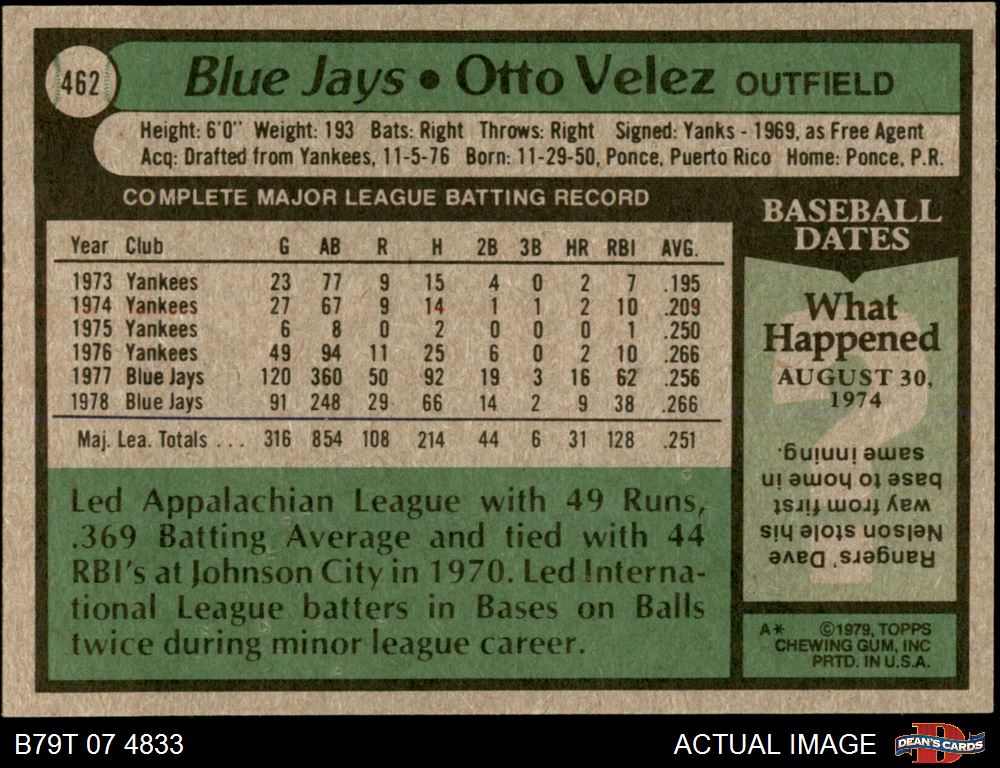 462
Blue Jays • Otto Velez OUTFIELD
Height: 6'0" Weight: 193 Bats: Right Throws: Right Signed: Yanks - 1969, as Free Agent
Acq: Drafted from Yankees, 11-5-76 Born: 11-29-50, Ponce, Puerto Rico Home: Ponce, P.R.
COMPLETE MAJOR LEAGUE BATTING RECORD
Year Club G AB R H 2B 3B HR RBI AVG.
1973 Yankees 23 77 9 15 4 0 2 7 .195
1974 Yankees 27 67 9 14 1 1 2 10 .209
1975 Yankees 6 8 0 2 0 0 0 1 .250
1976 Yankees 49 94 11 25 6 0 2 10 .266
1977 Blue Jays 120 360 50 92 19 3 16 62 .256
1978 Blue Jays 91 248 29 66 14 2 9 38 .266
Maj. Lea. Totals ... 316 854 108 214 44 6 31 128 .251
Led Appalachian League with 49 Runs,
.369 Batting Average and tied with 44
RBI's at Johnson City in 1970. Led Interna-
tional League batters in Bases on Balls
twice during minor league career.
BASEBALL
DATES
What
Happened
AUGUST 30,
1974
Rangers' Dave
Nelson stole his
way from first
base to home in
same inning.
A* ©1979, TOPPS
CHEWING GUM, INC
PRTD. IN U.S.A.
B79T 07 4833
ACTUAL IMAGE
D
DEAN'S CARDS